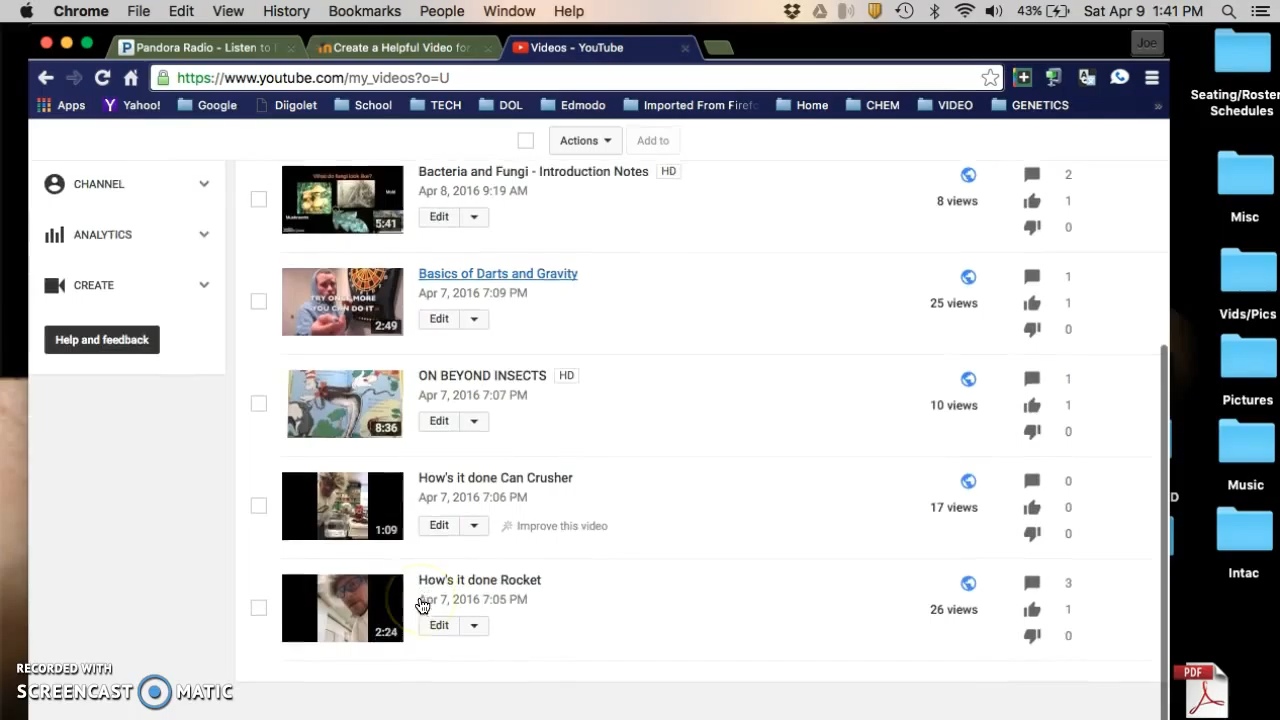 Chrome File Edit View History Bookmarks People Window Help 43% Sat Apr 9 1:41 PM
Pandora Radio - Listen to Create a Helpful Video for Videos - YouTube Joe
https://www.youtube.com/my_videos?o=U
Apps Yahoo! Google Diigolet School TECH DOL Edmodo Imported From Firefo Home CHEM VIDEO GENETICS »
Actions Add to
CHANNEL
ANALYTICS
CREATE
Help and feedback
Bacteria and Fungi - Introduction Notes HD
Apr 8, 2016 9:19 AM
Edit
What do fungi look like?
Mold
Mushrooms
5:41
8 views
2
1
0
Basics of Darts and Gravity
Apr 7, 2016 7:09 PM
Edit
TRY ONCE MORE
YOU CAN DO IT
2:49
25 views
1
1
0
ON BEYOND INSECTS HD
Apr 7, 2016 7:07 PM
Edit
8:36
10 views
1
1
0
How's it done Can Crusher
Apr 7, 2016 7:06 PM
Edit Improve this video
1:09
17 views
0
0
0
How's it done Rocket
Apr 7, 2016 7:05 PM
Edit
2:24
26 views
3
1
0
Seating/Roster
Schedules
Misc
Vids/Pics
Pictures
Music
D
Intac
PDF
RECORDED WITH
SCREENCAST MATIC